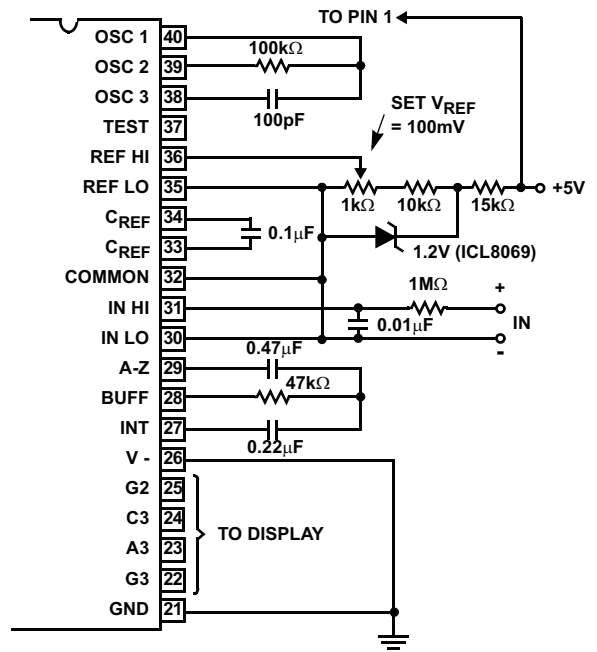 TO PIN 1
OSC 1 40
100kΩ
OSC 2 39
OSC 3 38
100pF
TEST 37
SET VREF
= 100mV
REF HI 36
REF LO 35
+5V
1kΩ 10kΩ 15kΩ
CREF 34
0.1μF
CREF 33
1.2V (ICL8069)
COMMON 32
1MΩ
+
IN HI 31
0.01μF
IN
IN LO 30
-
0.47μF
A-Z 29
47kΩ
BUFF 28
INT 27
0.22μF
V - 26
G2 25
C3 24
TO DISPLAY
A3 23
G3 22
GND 21